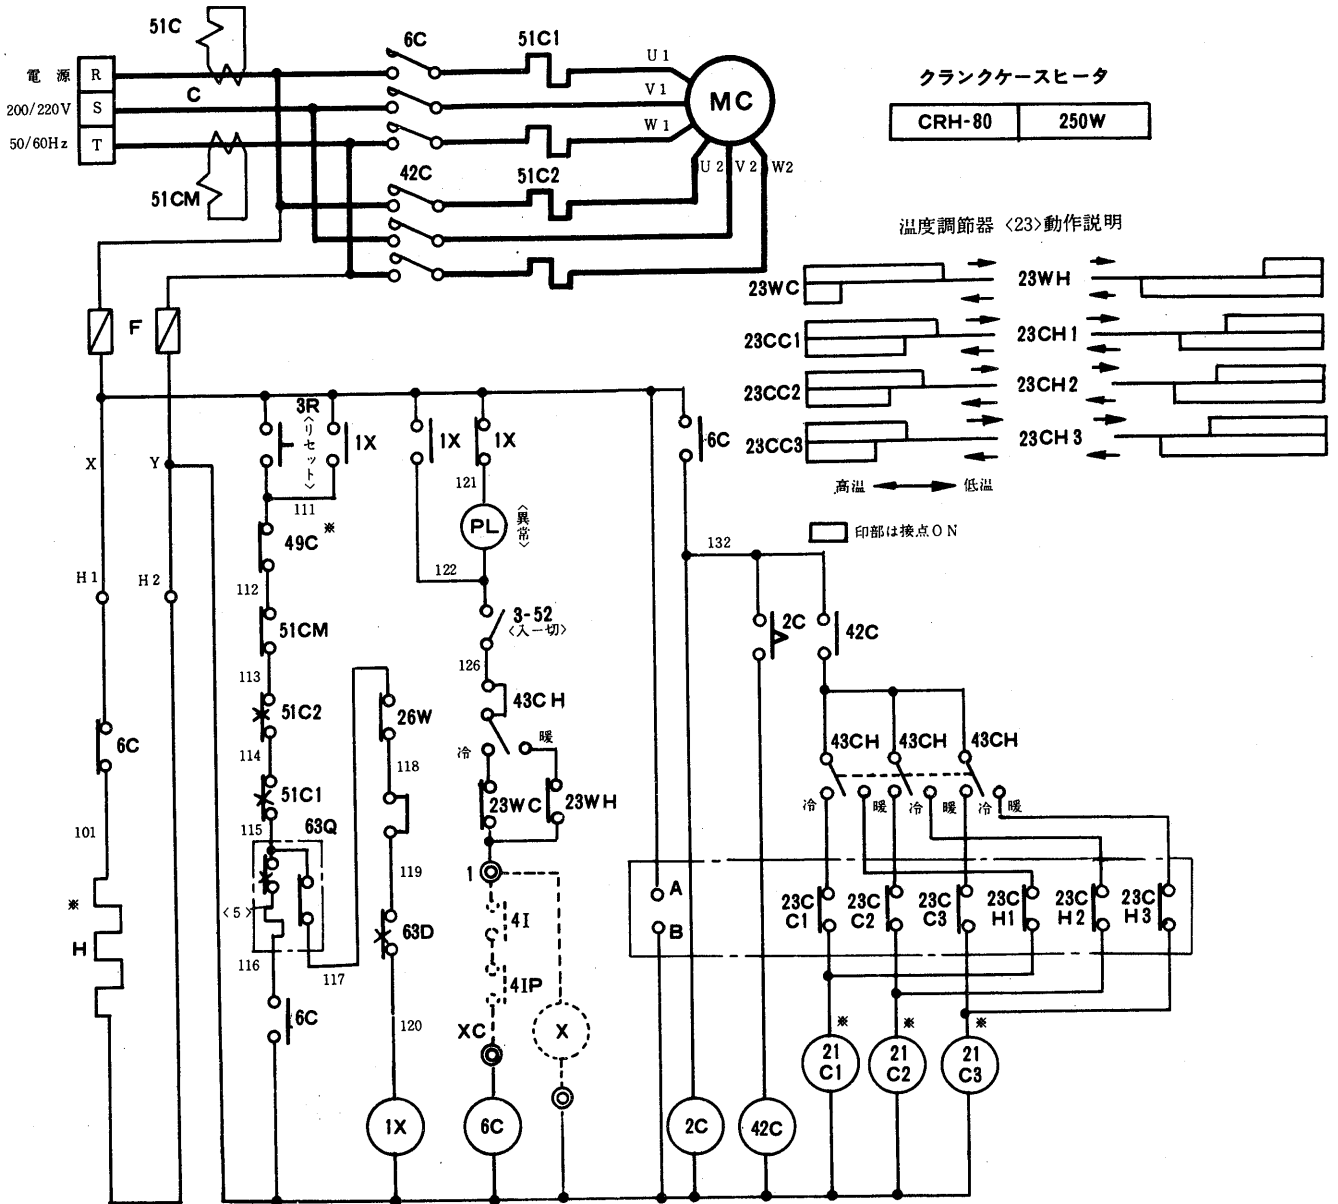 51C
6C
51C1
U1
電源
R
C
V1
MC
クランクケースヒータ
200/220V
S
CRH-80
250W
50/60Hz
T
W1
51CM
42C
51C2
U2
V2
W2
温度調節器〈23〉動作説明
23WC
23WH
23CC1
23CH1
23CC2
23CH2
23CC3
23CH3
高温
低温
印部は接点ON
F
3R
〈リセット〉
1X
1X
1X
6C
X
Y
111
121
PL
〈異常〉
49C※
H1
H2
112
122
132
51CM
3-52
〈入-切〉
2C
42C
113
126
51C2
26W
43CH
6C
114
118
冷
暖
43CH
43CH
43CH
51C1
23WC
23WH
冷
暖
冷
暖
冷
暖
101
115
63Q
119
1
A
B
23C
C1
23C
C2
23C
C3
23C
H1
23C
H2
23C
H3
※
H
〈5〉
63D
4I
4IP
116
117
6C
120
XC
X
※
※
※
21
C1
21
C2
21
C3
1X
6C
2C
42C